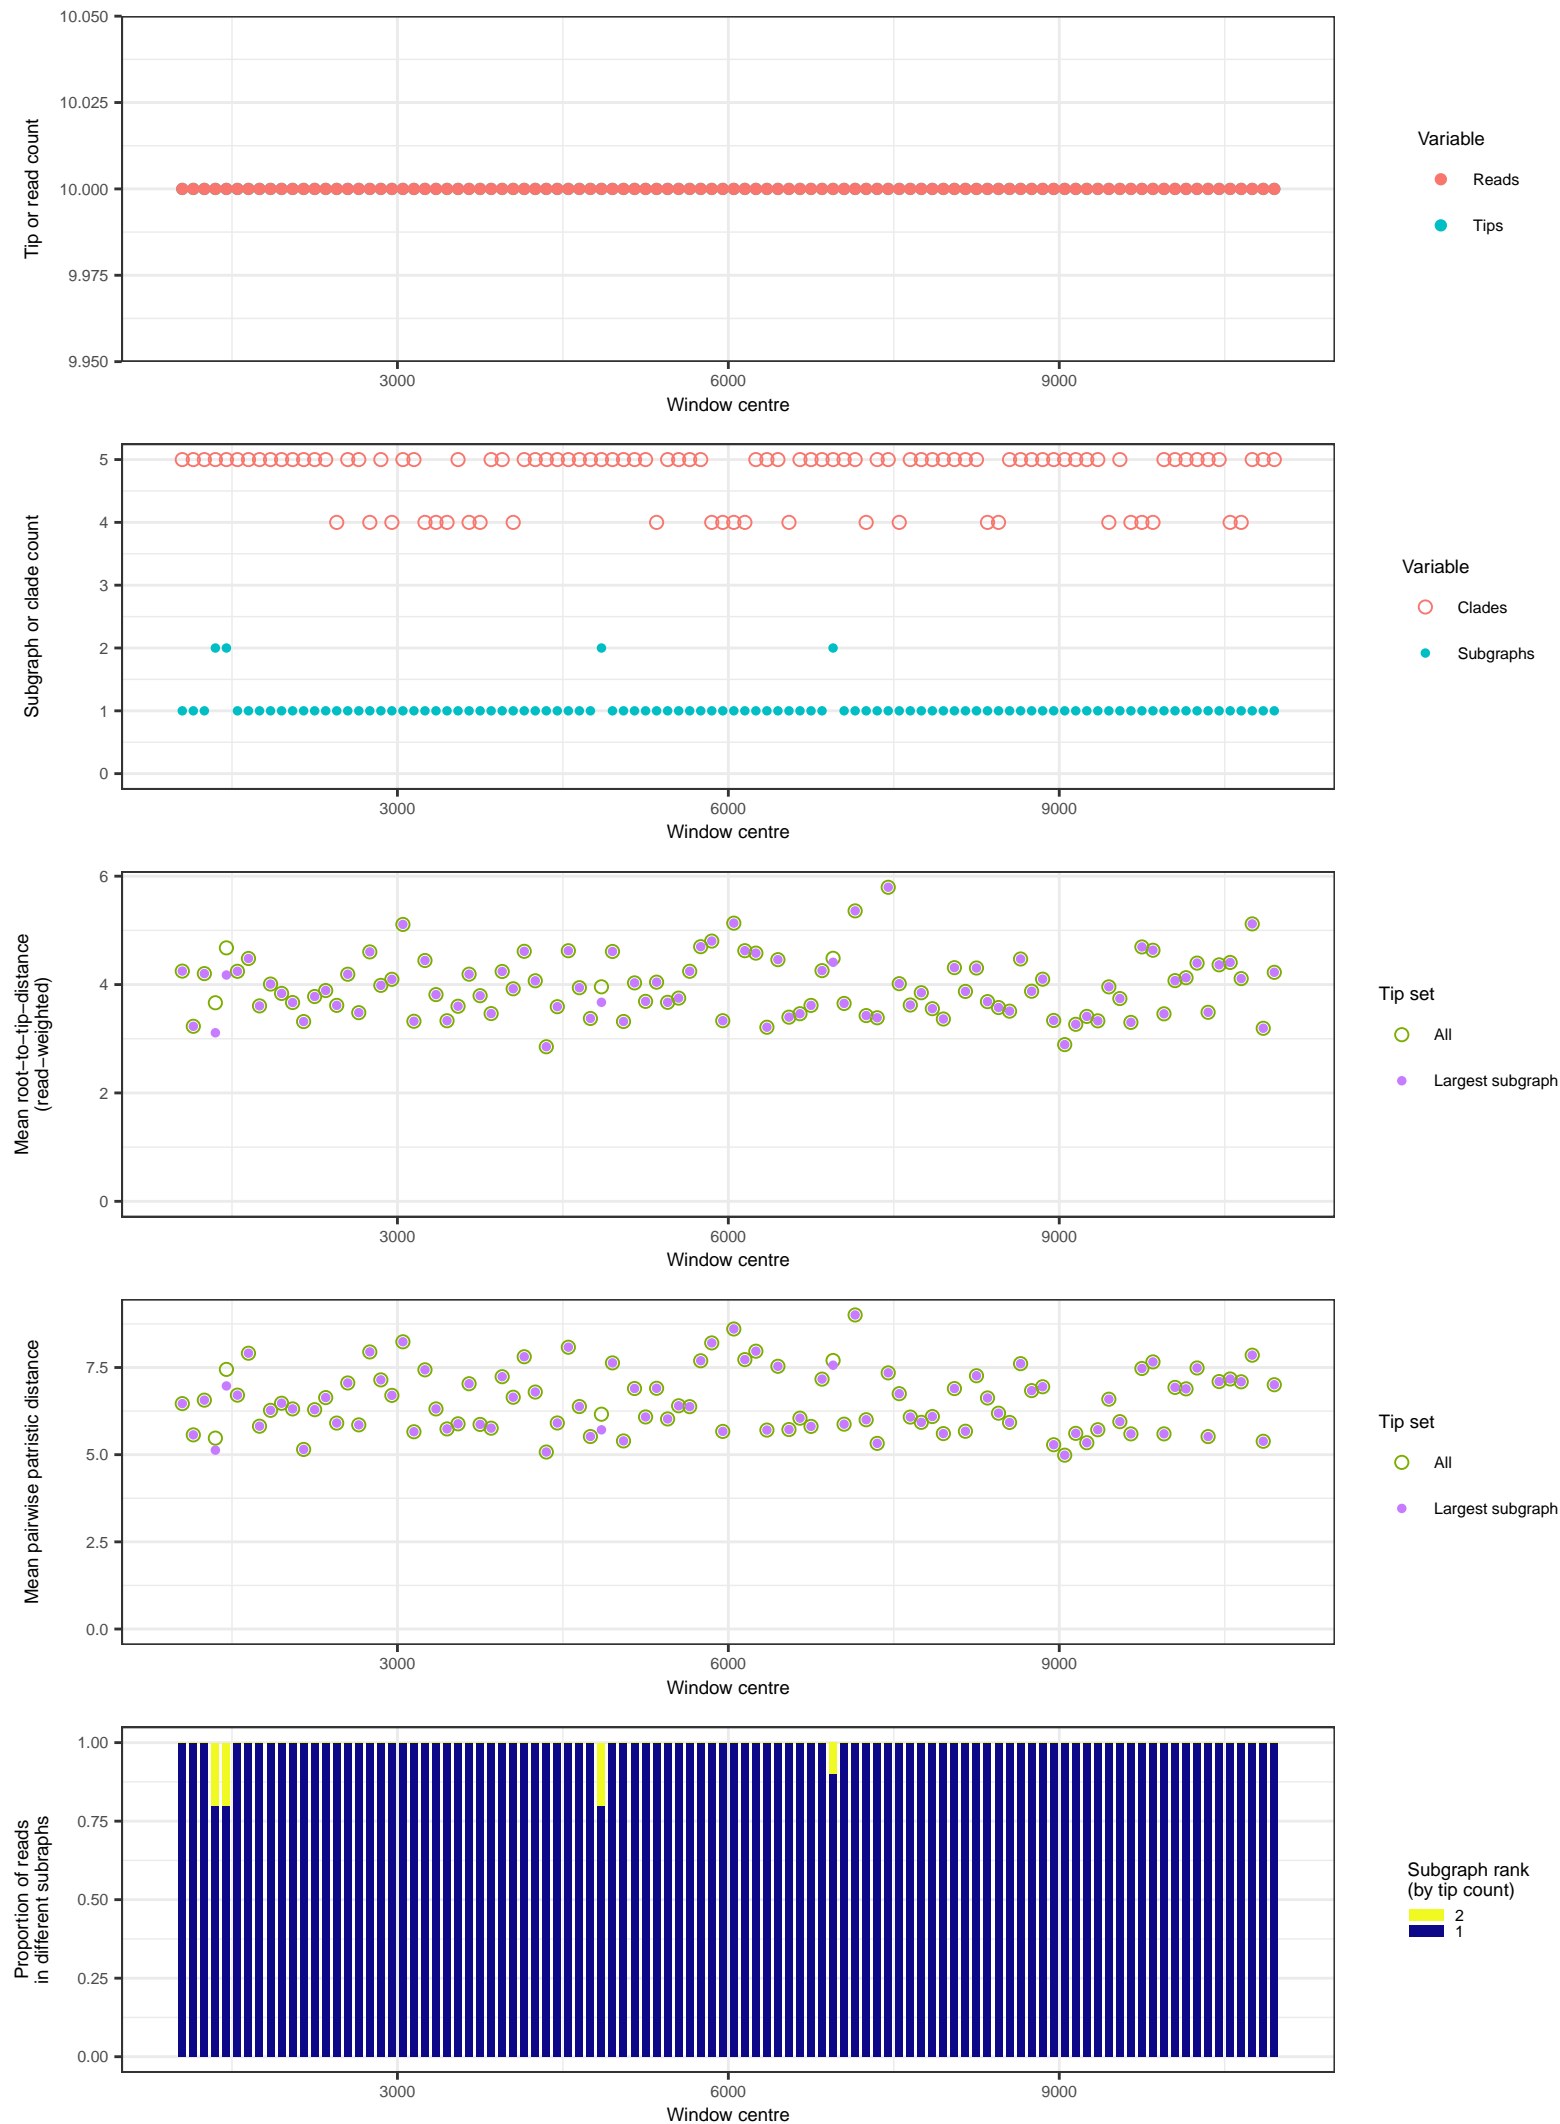 10.050
10.025
10.000
9.975
9.950
Tip or read count
3000
6000
9000
Window centre
Variable
Reads
Tips
5
4
3
2
1
0
Subgraph or clade count
3000
6000
9000
Window centre
Variable
Clades
Subgraphs
6
4
2
0
Mean root−to−tip−distance
(read−weighted)
3000
6000
9000
Window centre
Tip set
All
Largest subgraph
7.5
5.0
2.5
0.0
Mean pairwise patristic distance
3000
6000
9000
Window centre
Tip set
All
Largest subgraph
1.00
0.75
0.50
0.25
0.00
Proportion of reads
in different subraphs
3000
6000
9000
Window centre
Subgraph rank
(by tip count)
2
1